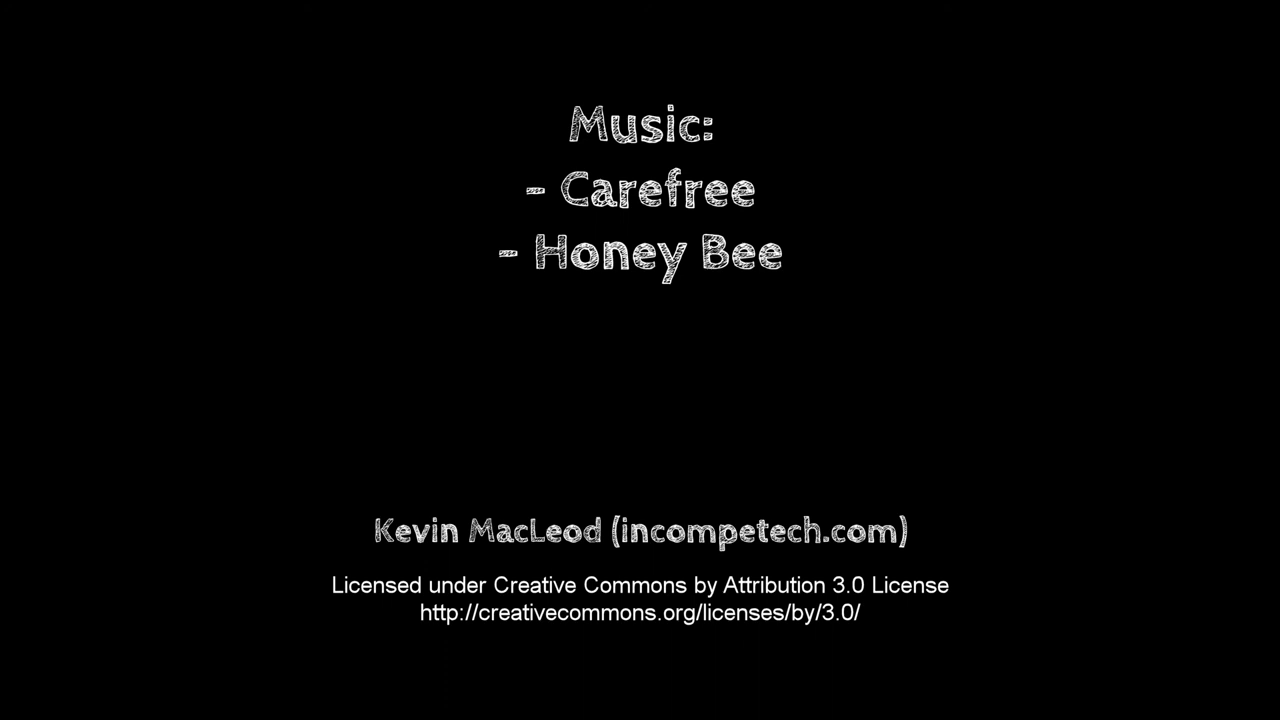 Music:
- Carefree
- Honey Bee
Kevin MacLeod (incompetech.com)
Licensed under Creative Commons by Attribution 3.0 License
http://creativecommons.org/licenses/by/3.0/